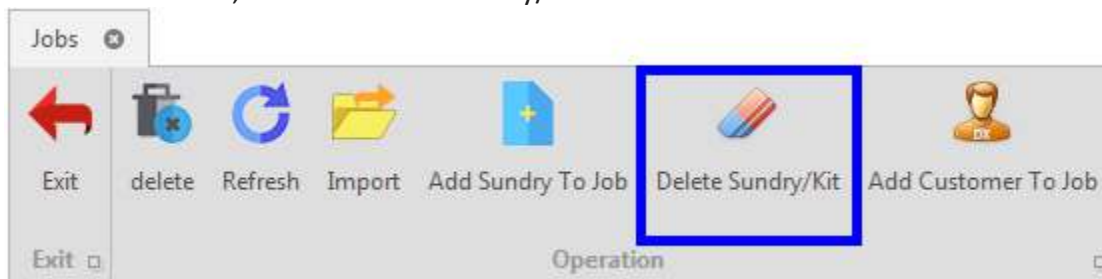 Jobs
Exit delete Refresh Import Add Sundry To Job Delete Sundry/Kit Add Customer To Job
Exit Operation